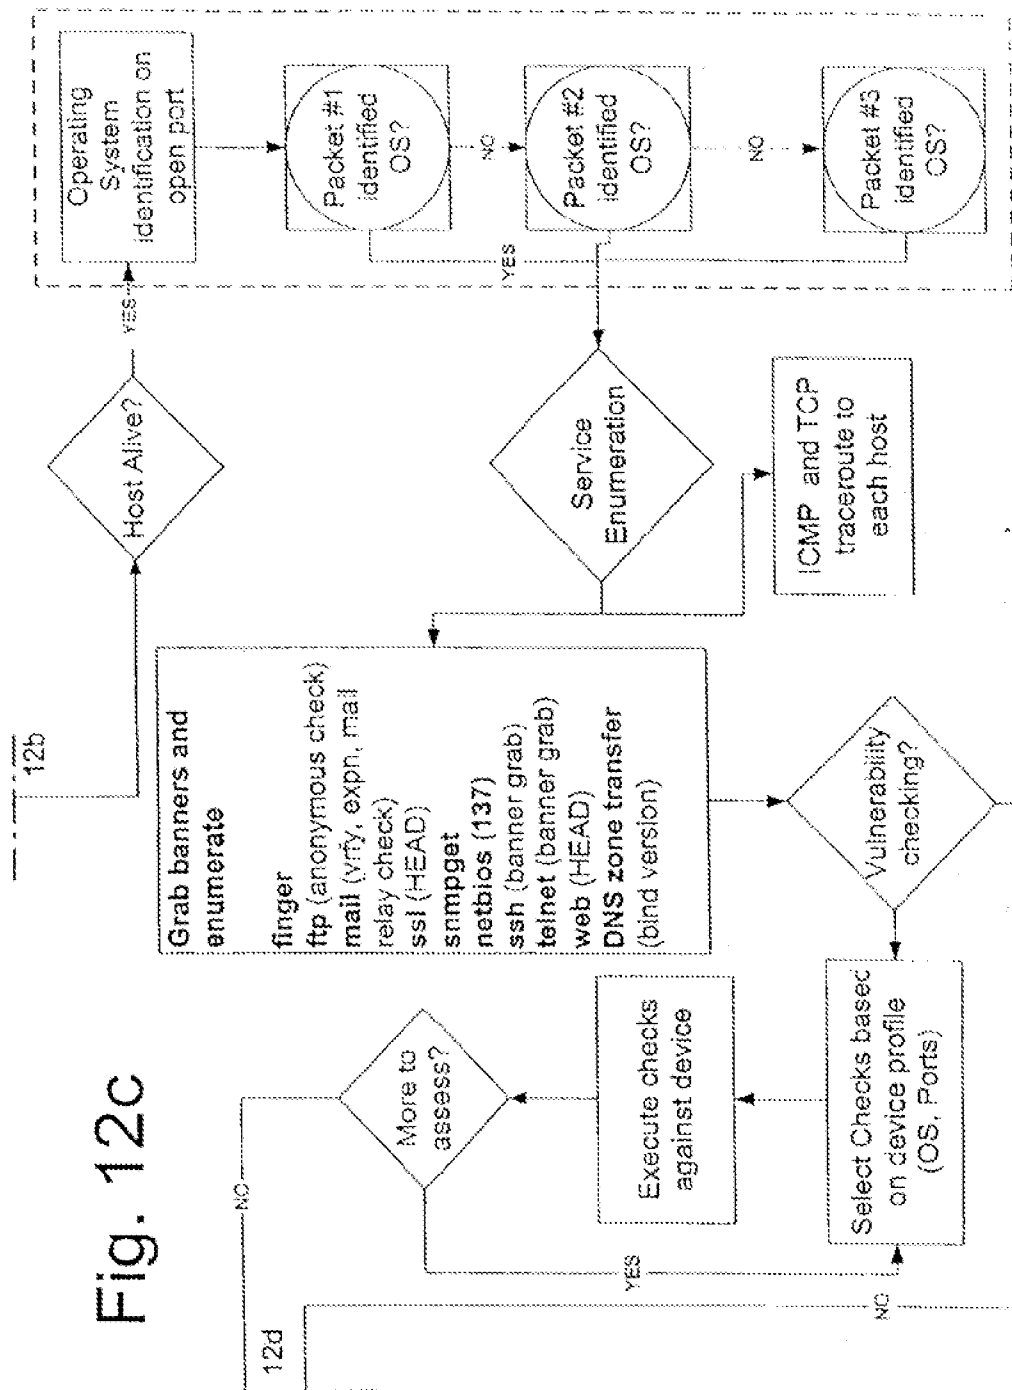 Fig. 12c
12b
Host Alive?
YES
Operating
System
identification on
open port
Packet #1
identified
OS?
NO
Packet #2
identified
OS?
NO
Packet #3
identified
OS?
YES
Service
Enumeration
ICMP and TCP
traceroute to
each host
Grab banners and
enumerate
finger
ftp (anonymous check)
mail (vrfy, expn, mail
relay check)
ssl (HEAD)
snmpget
netbios (137)
ssh (banner grab)
telnet (banner grab)
web (HEAD)
DNS zone transfer
(bind version)
Vulnerability
checking?
Select Checks based
on device profile
(OS, Ports)
Execute checks
against device
More to
assess?
YES
NO
NO
12d